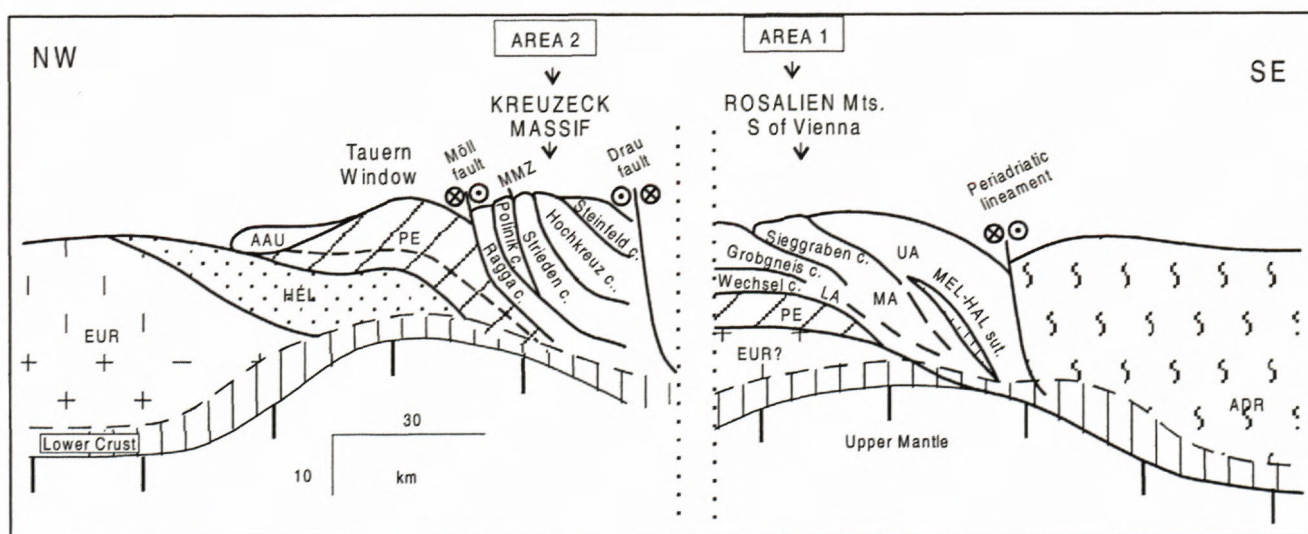 NW
AREA 2
AREA 1
SE
KREUZECK
MASSIF
ROSALIEN Mts.
S of Vienna
Tauern
Window
Möll
fault
MMZ
Drau
fault
Periadriatic
lineament
AAU
PE
Ragga c.
Polinik c.
Strieden c.
Hochkreuz c..
Steinfeld c.
HEL
EUR
Lower Crust
30
10
km
Sieggraben c.
Grobgneis c.
Wechsel c.
LA
MA
UA
MEL-HAL sut.
PE
EUR?
Upper Mantle
ADR